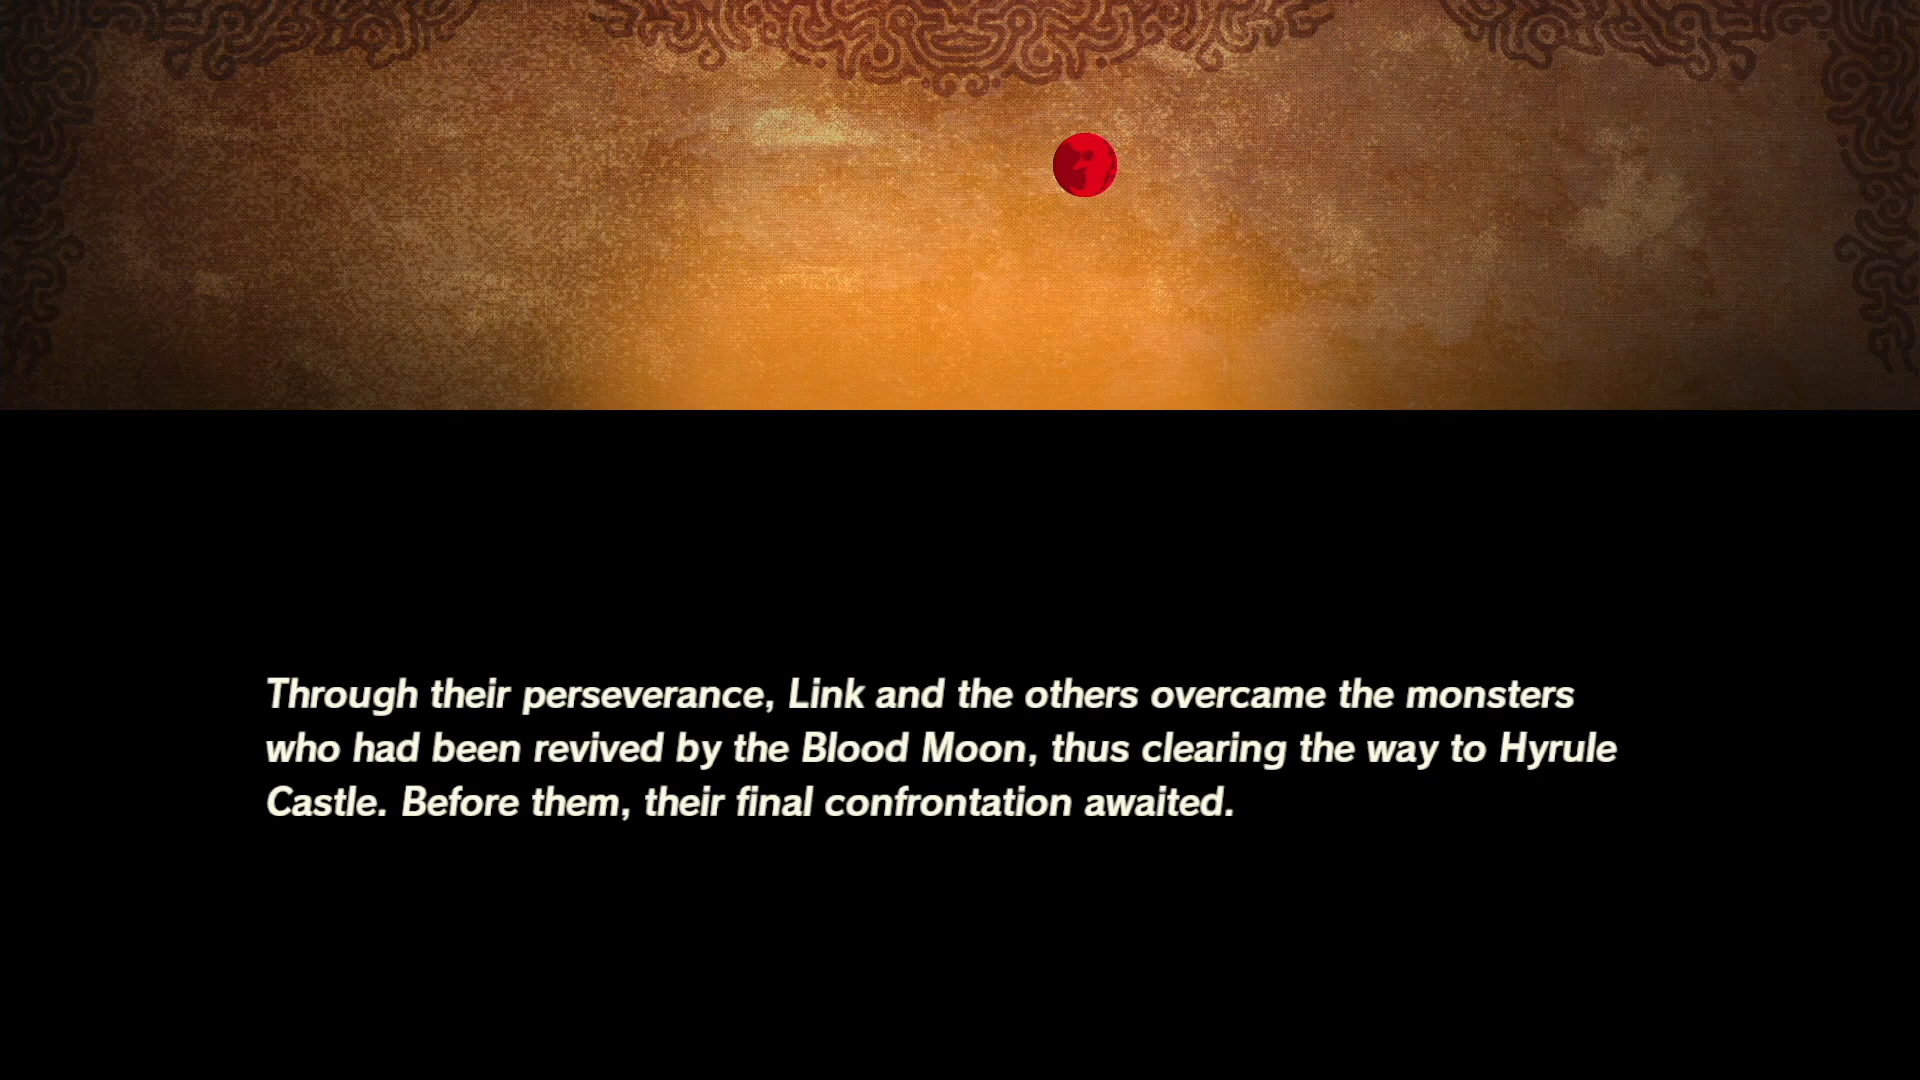 Through their perseverance, Link and the others overcame the monsters
who had been revived by the Blood Moon, thus clearing the way to Hyrule
Castle. Before them, their final confrontation awaited.